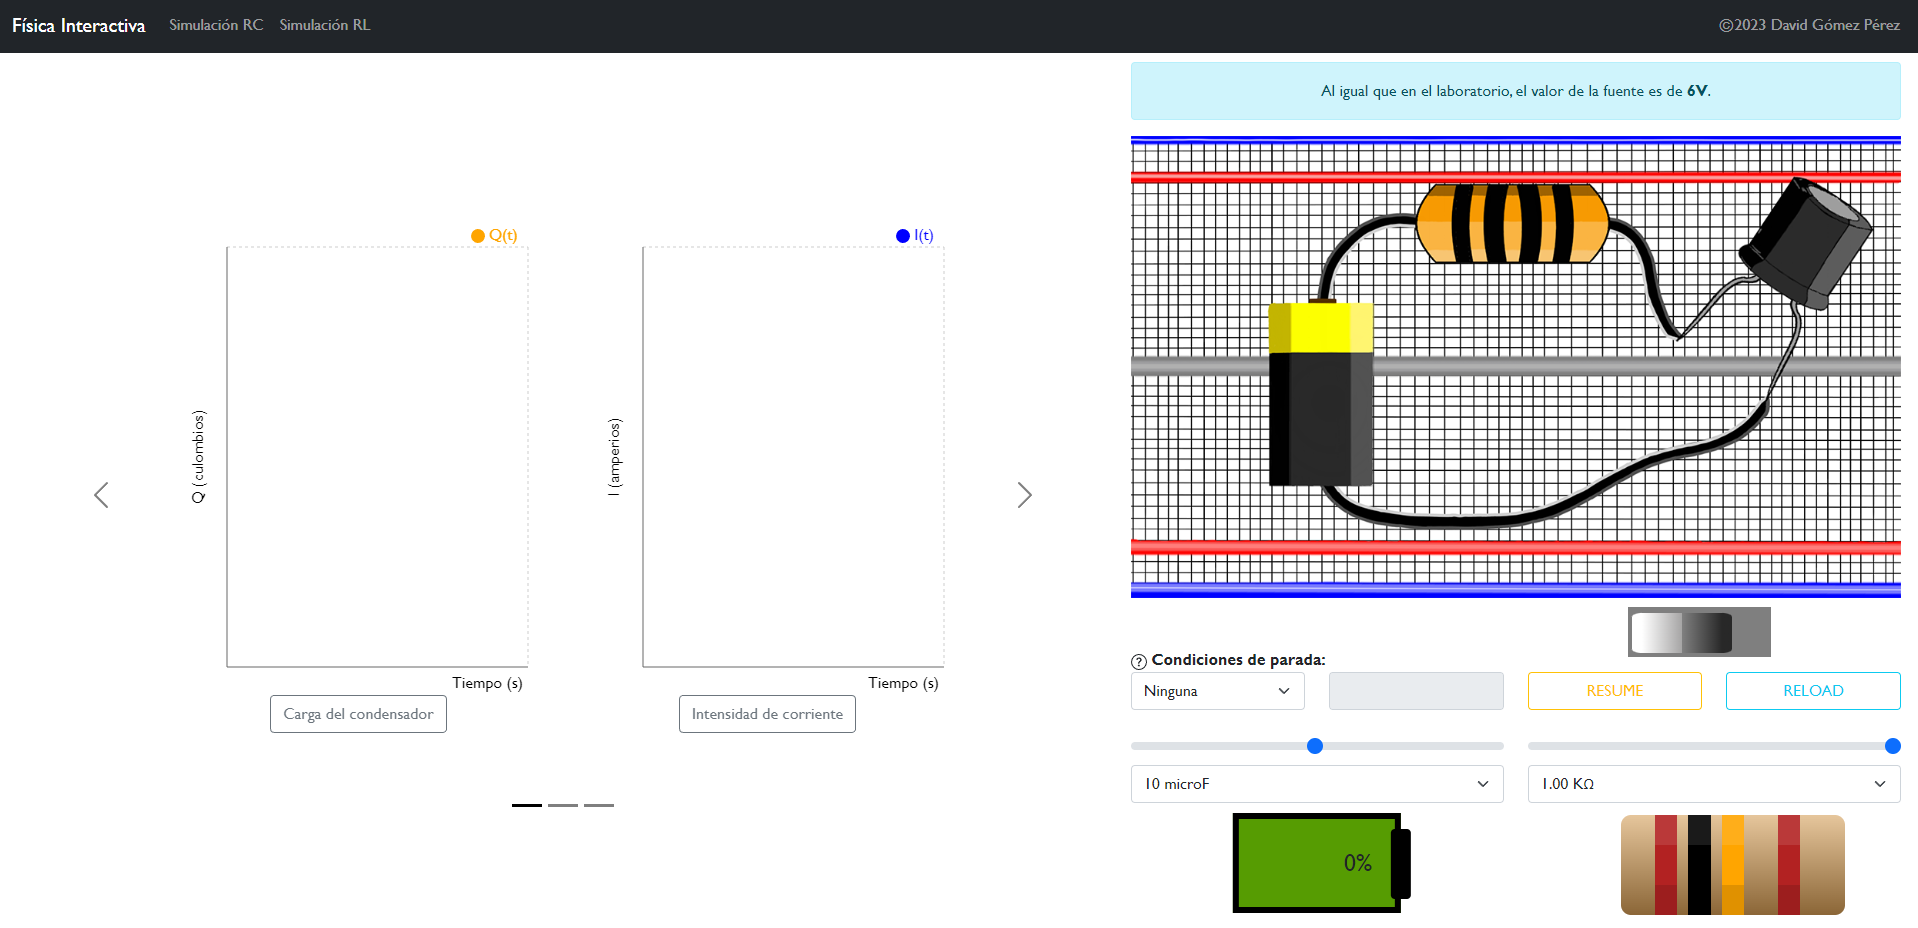 Física Interactiva
Simulación RC
Simulación RL
©2023 David Gómez Pérez
Al igual que en el laboratorio, el valor de la fuente es de 6V.
Q(t)
Q (culombios)
Tiempo (s)
Carga del condensador
I(t)
I (amperios)
Tiempo (s)
Intensidad de corriente
? Condiciones de parada:
Ninguna
RESUME
RELOAD
10 microF
1.00 KΩ
0%